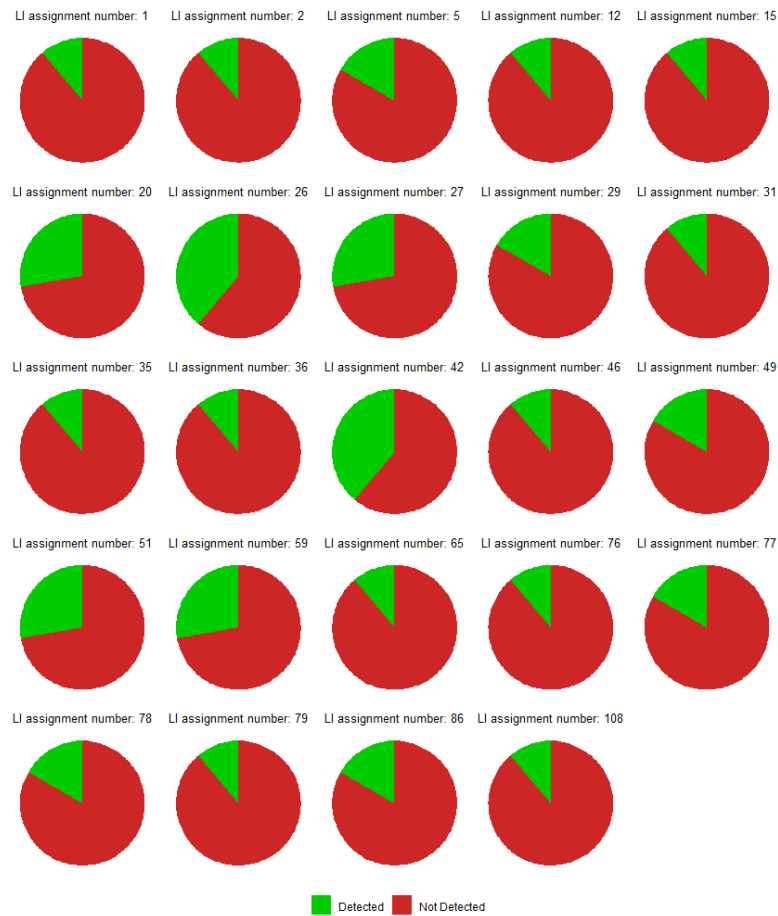 LI assignment number: 1 LI assignment number: 2 LI assignment number: 5 LI assignment number: 12 LI assignment number: 15
LI assignment number: 20 LI assignment number: 26 LI assignment number: 27 LI assignment number: 29 LI assignment number: 31
LI assignment number: 35 LI assignment number: 36 LI assignment number: 42 LI assignment number: 46 LI assignment number: 49
LI assignment number: 51 LI assignment number: 59 LI assignment number: 65 LI assignment number: 76 LI assignment number: 77
LI assignment number: 78 LI assignment number: 79 LI assignment number: 86 LI assignment number: 108
Detected Not Detected